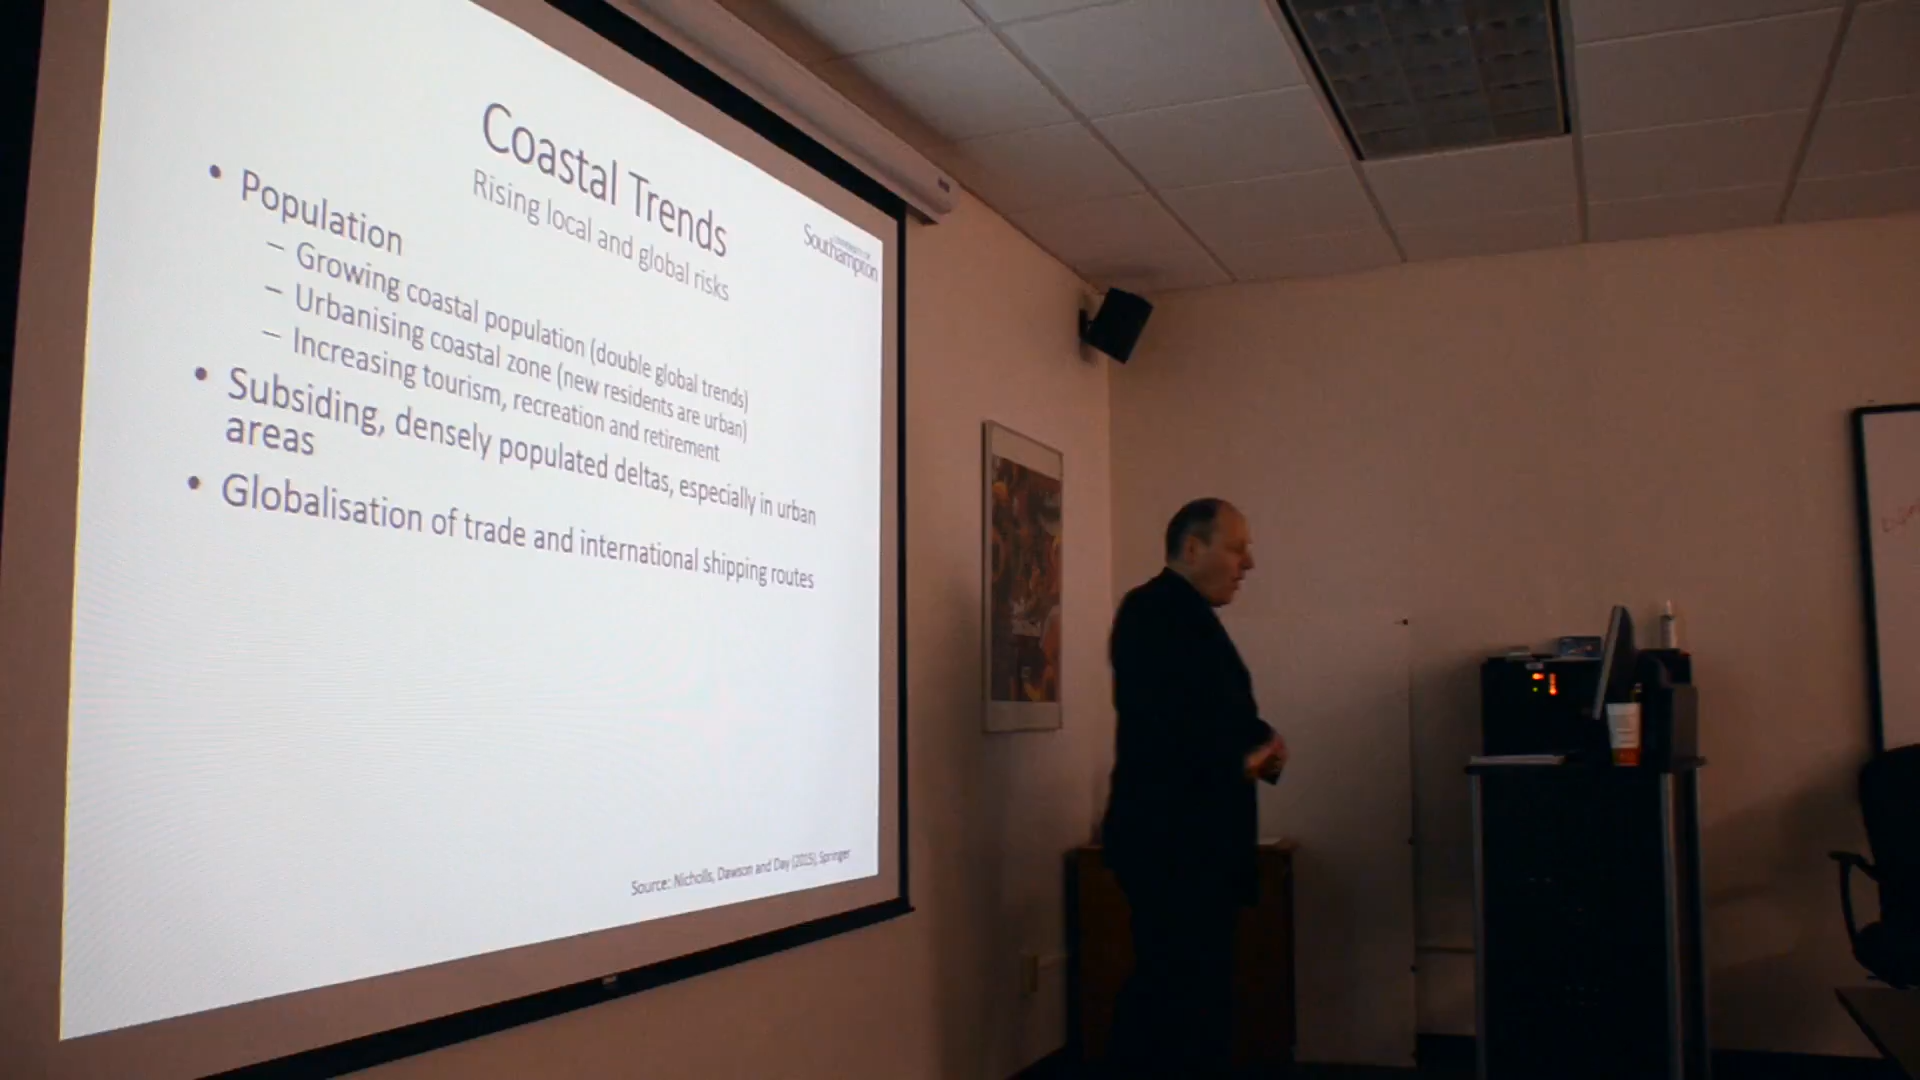 Coastal Trends
Rising local and global risks
UNIVERSITY OF
Southampton
• Population
– Growing coastal population (double global trends)
– Urbanising coastal zone (new residents are urban)
– Increasing tourism, recreation and retirement
• Subsiding, densely populated deltas, especially in urban
areas
• Globalisation of trade and international shipping routes
Source: Nicholls, Dawson and Day (2015), Springer